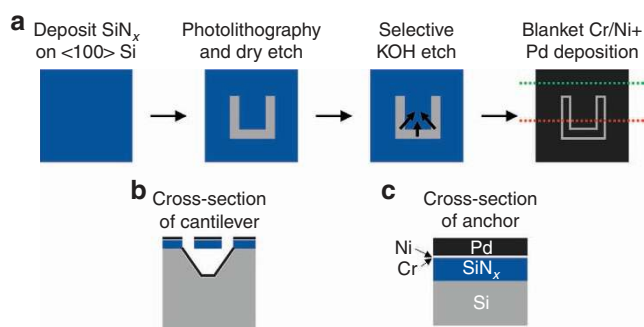 a
Deposit SiNx
on <100> Si
Photolithography
and dry etch
Selective
KOH etch
Blanket Cr/Ni+
Pd deposition
b
Cross-section
of cantilever
c
Cross-section
of anchor
Ni
Cr
Pd
SiNx
Si